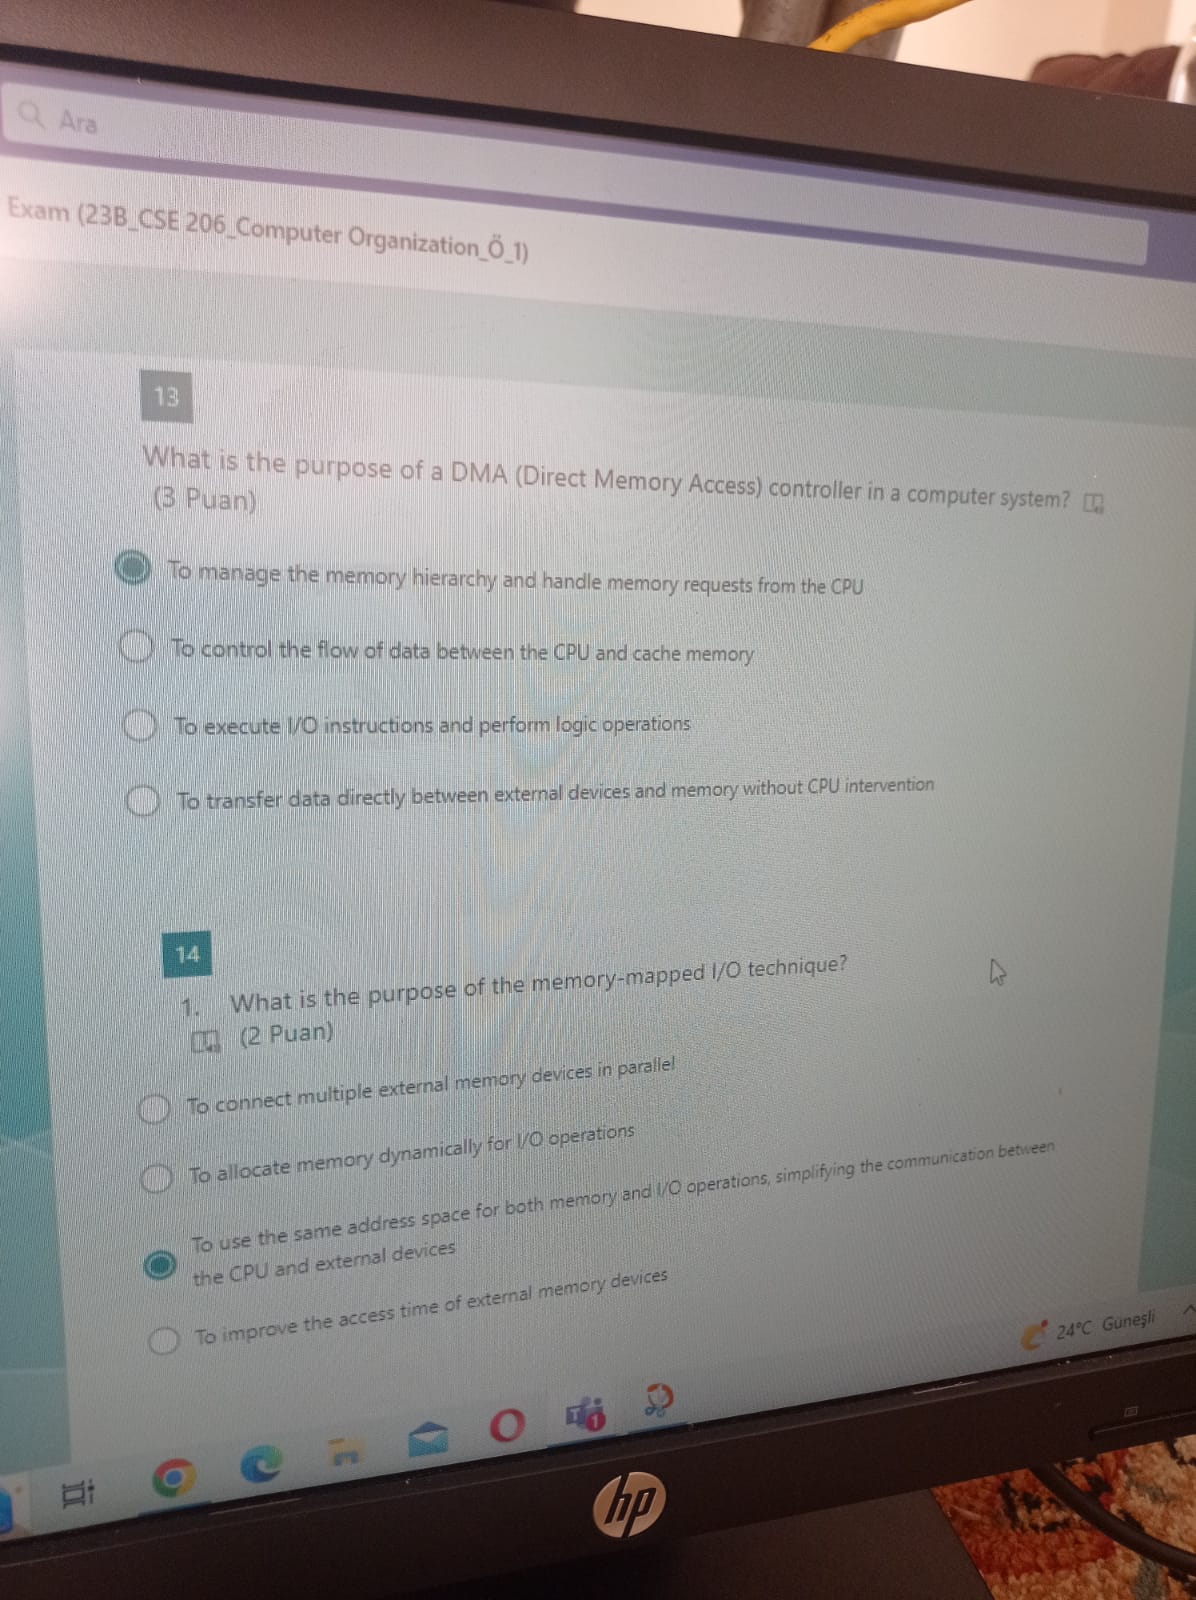 Ara
Exam (23B_CSE 206_Computer Organization_Ö_1)
13
What is the purpose of a DMA (Direct Memory Access) controller in a computer system?
(3 Puan)
To manage the memory hierarchy and handle memory requests from the CPU
To control the flow of data between the CPU and cache memory
To execute I/O instructions and perform logic operations
To transfer data directly between external devices and memory without CPU intervention
14
1. What is the purpose of the memory-mapped I/O technique?
(2 Puan)
To connect multiple external memory devices in parallel
To allocate memory dynamically for I/O operations
To use the same address space for both memory and I/O operations, simplifying the communication between
the CPU and external devices
To improve the access time of external memory devices
24°C Güneşli
1
hp